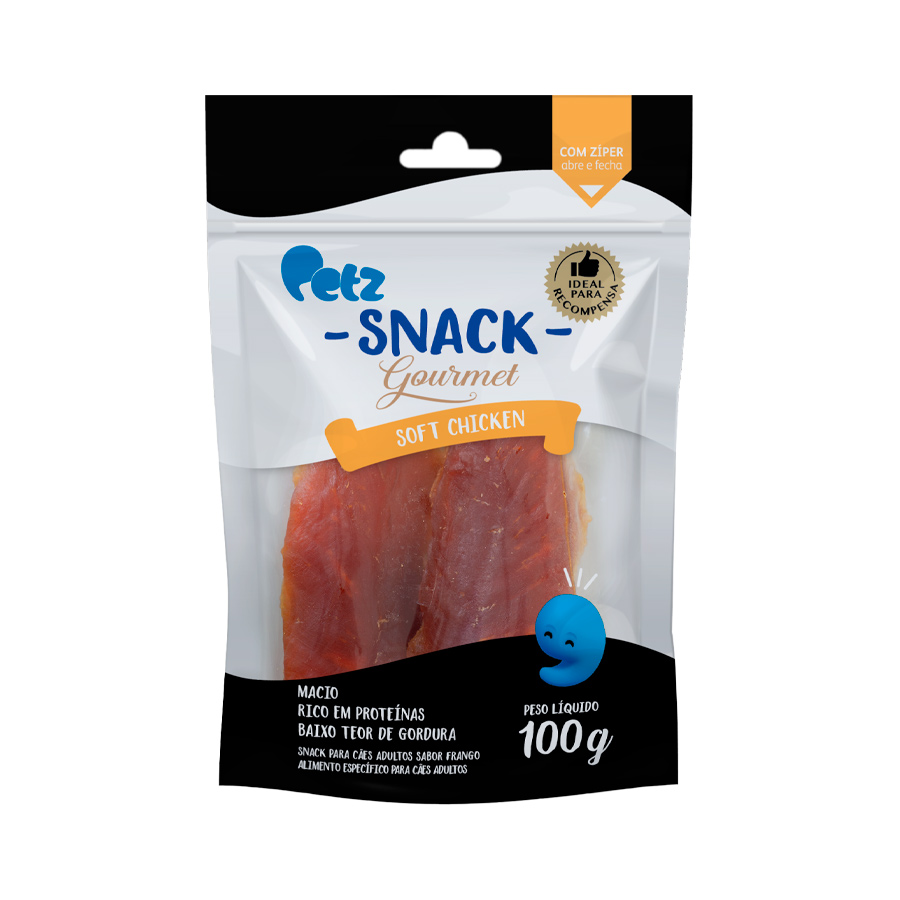 COM ZÍPER
abre e fecha
Petz
IDEAL
PARA
RECOMPENSA
-SNACK-
Gourmet
SOFT CHICKEN
MACIO
RICO EM PROTEÍNAS
BAIXO TEOR DE GORDURA
SNACK PARA CÃES ADULTOS SABOR FRANGO
ALIMENTO ESPECÍFICO PARA CÃES ADULTOS
PESO LÍQUIDO
100g